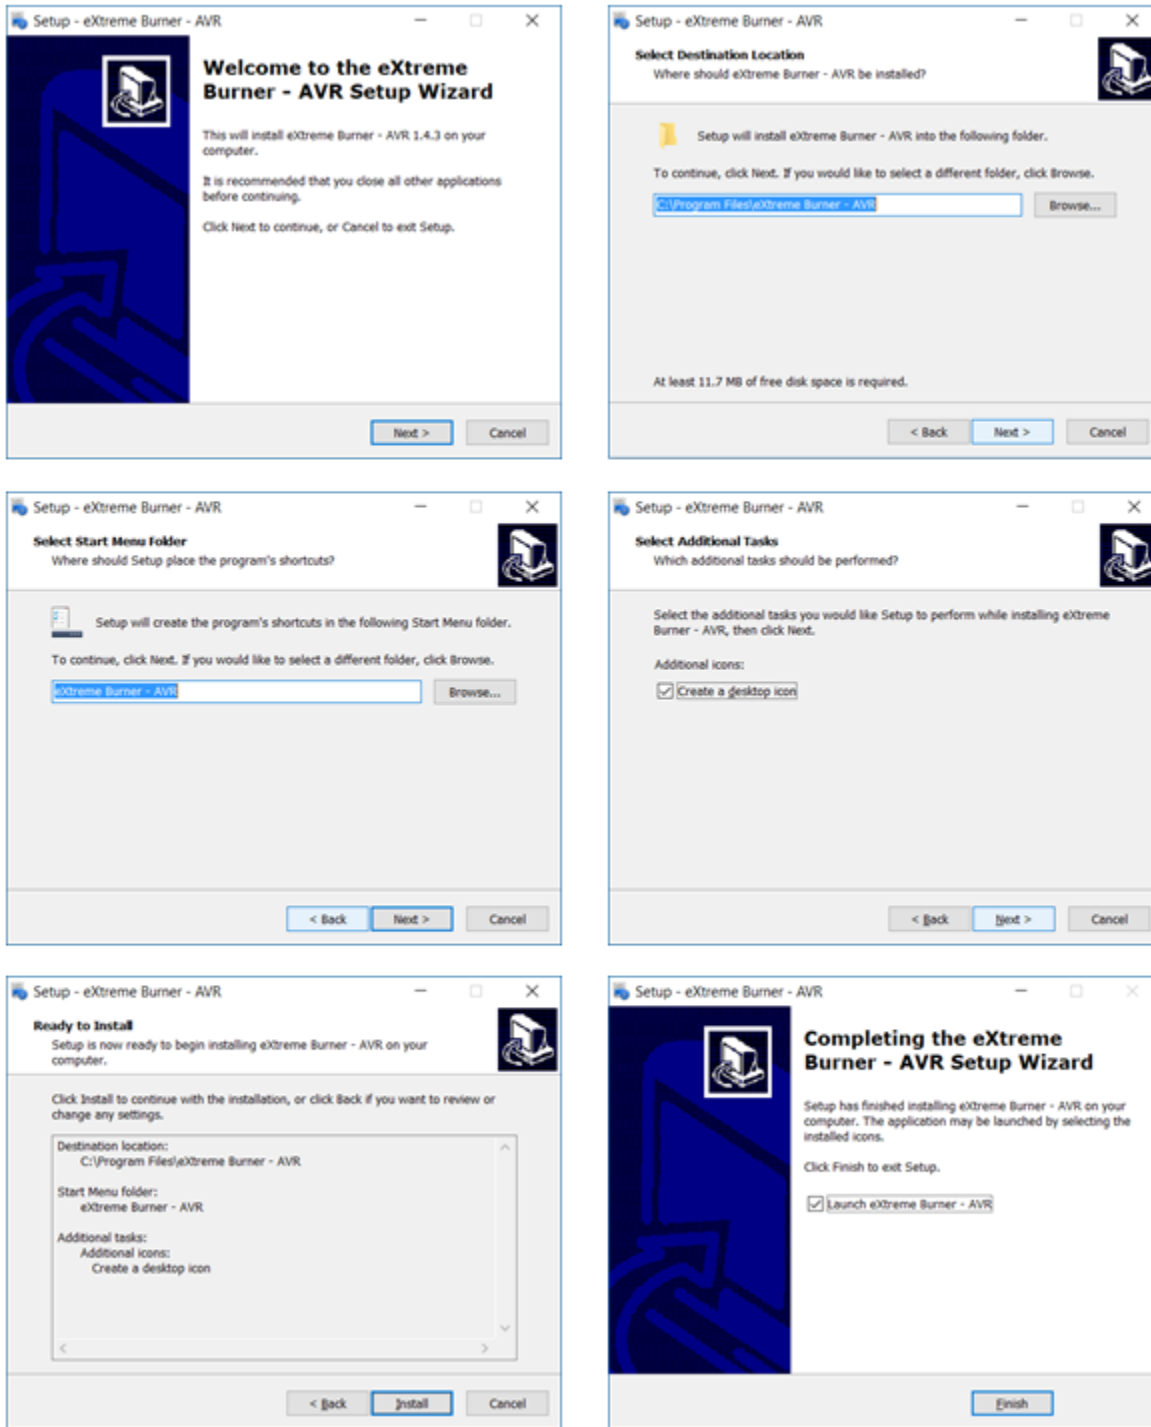 Setup - eXtreme Burner - AVR
Welcome to the eXtreme
Burner - AVR Setup Wizard
This will install eXtreme Burner - AVR 1.4.3 on your
computer.
It is recommended that you close all other applications
before continuing.
Click Next to continue, or Cancel to exit Setup.
Next >
Cancel
Setup - eXtreme Burner - AVR
Select Destination Location
Where should eXtreme Burner - AVR be installed?
Setup will install eXtreme Burner - AVR into the following folder.
To continue, click Next. If you would like to select a different folder, click Browse.
C:\Program Files\eXtreme Burner - AVR
Browse...
At least 11.7 MB of free disk space is required.
< Back
Next >
Cancel
Setup - eXtreme Burner - AVR
Select Start Menu Folder
Where should Setup place the program's shortcuts?
Setup will create the program's shortcuts in the following Start Menu folder.
To continue, click Next. If you would like to select a different folder, click Browse.
eXtreme Burner - AVR
Browse...
< Back
Next >
Cancel
Setup - eXtreme Burner - AVR
Select Additional Tasks
Which additional tasks should be performed?
Select the additional tasks you would like Setup to perform while installing eXtreme
Burner - AVR, then click Next.
Additional icons:
Create a desktop icon
< Back
Next >
Cancel
Setup - eXtreme Burner - AVR
Ready to Install
Setup is now ready to begin installing eXtreme Burner - AVR on your
computer.
Click Install to continue with the installation, or click Back if you want to review or
change any settings.
Destination location:
C:\Program Files\eXtreme Burner - AVR
Start Menu folder:
eXtreme Burner - AVR
Additional tasks:
Additional icons:
Create a desktop icon
< Back
Install
Cancel
Setup - eXtreme Burner - AVR
Completing the eXtreme
Burner - AVR Setup Wizard
Setup has finished installing eXtreme Burner - AVR on your
computer. The application may be launched by selecting the
installed icons.
Click Finish to exit Setup.
Launch eXtreme Burner - AVR
Finish